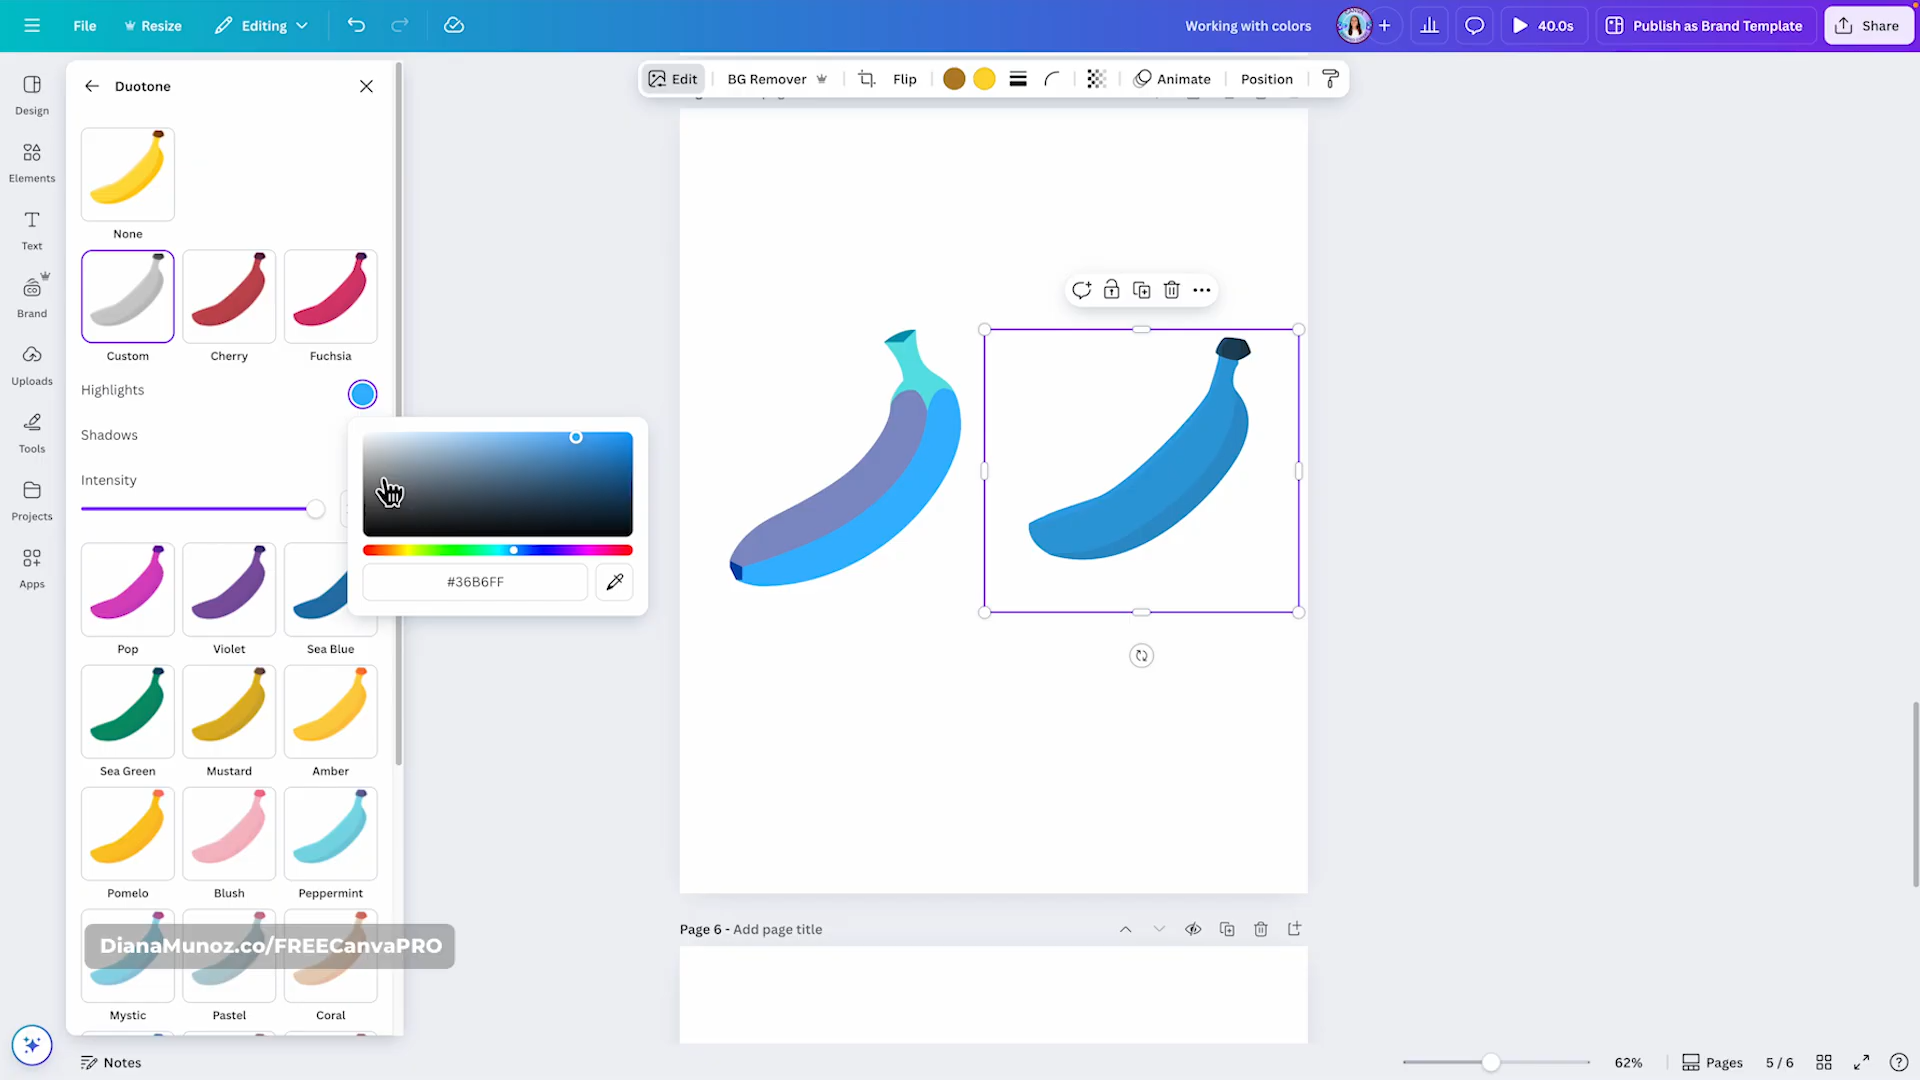 File
Resize
Editing
Working with colors
40.0s
Publish as Brand Template
Share
Design
Elements
Text
Brand
Uploads
Tools
Projects
Apps
Duotone
None
Custom
Cherry
Fuchsia
Highlights
Shadows
Intensity
Pop
Violet
Sea Blue
Sea Green
Mustard
Amber
Pomelo
Blush
Peppermint
Mystic
Pastel
Coral
DianaMunoz.co/FREECanvaPRO
#36B6FF
Edit
BG Remover
Flip
Animate
Position
Page 6 - Add page title
Notes
62%
Pages
5 / 6